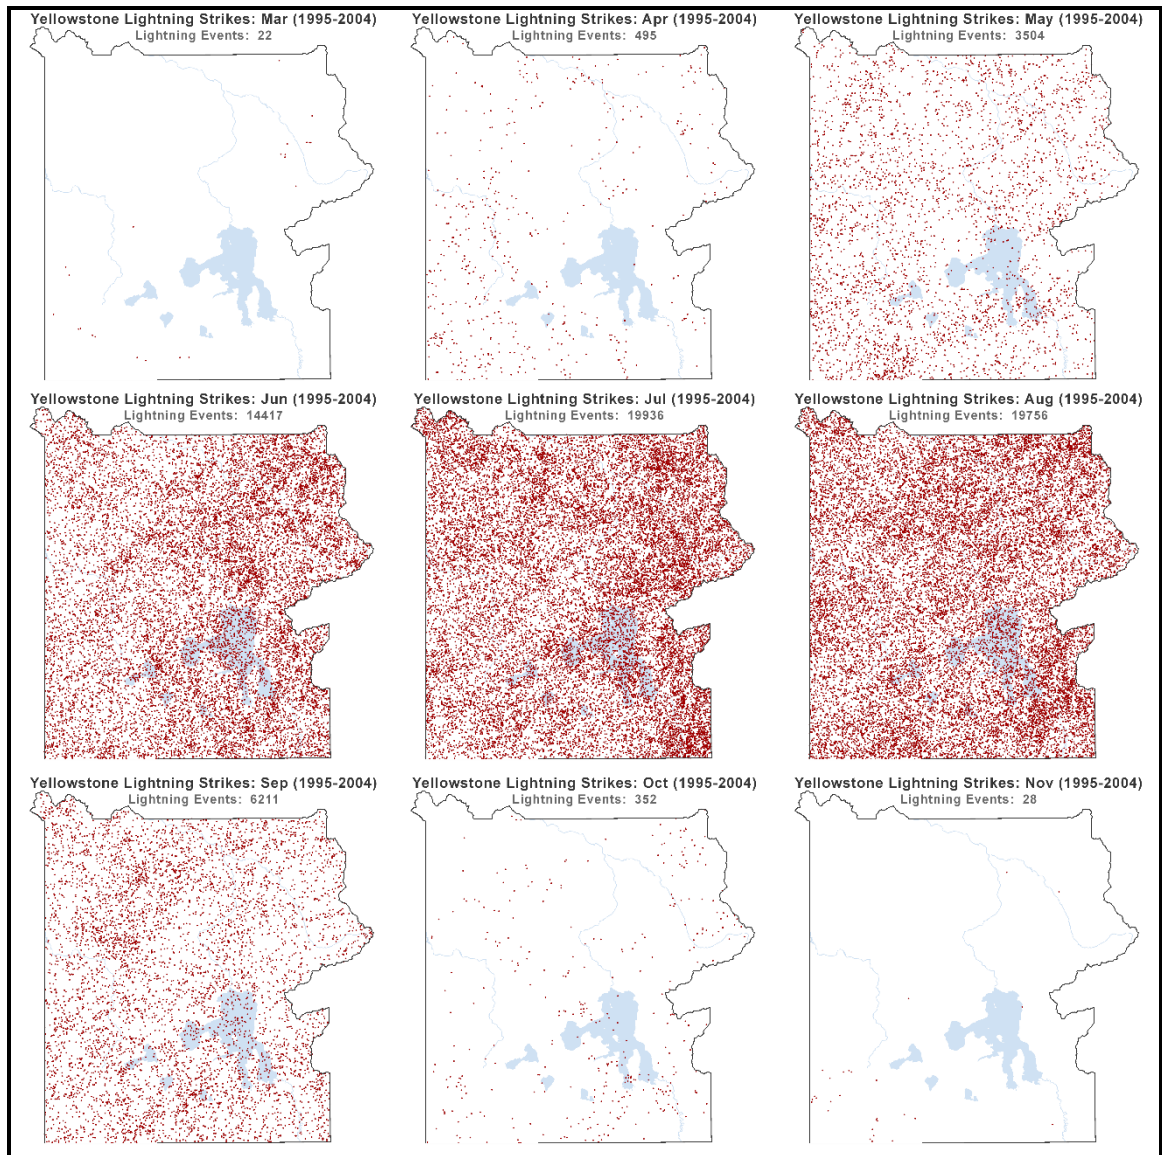 Yellowstone Lightning Strikes: Mar (1995-2004)
Lightning Events: 22
Yellowstone Lightning Strikes: Apr (1995-2004)
Lightning Events: 495
Yellowstone Lightning Strikes: May (1995-2004)
Lightning Events: 3504
Yellowstone Lightning Strikes: Jun (1995-2004)
Lightning Events: 14417
Yellowstone Lightning Strikes: Jul (1995-2004)
Lightning Events: 19936
Yellowstone Lightning Strikes: Aug (1995-2004)
Lightning Events: 19756
Yellowstone Lightning Strikes: Sep (1995-2004)
Lightning Events: 6211
Yellowstone Lightning Strikes: Oct (1995-2004)
Lightning Events: 352
Yellowstone Lightning Strikes: Nov (1995-2004)
Lightning Events: 28